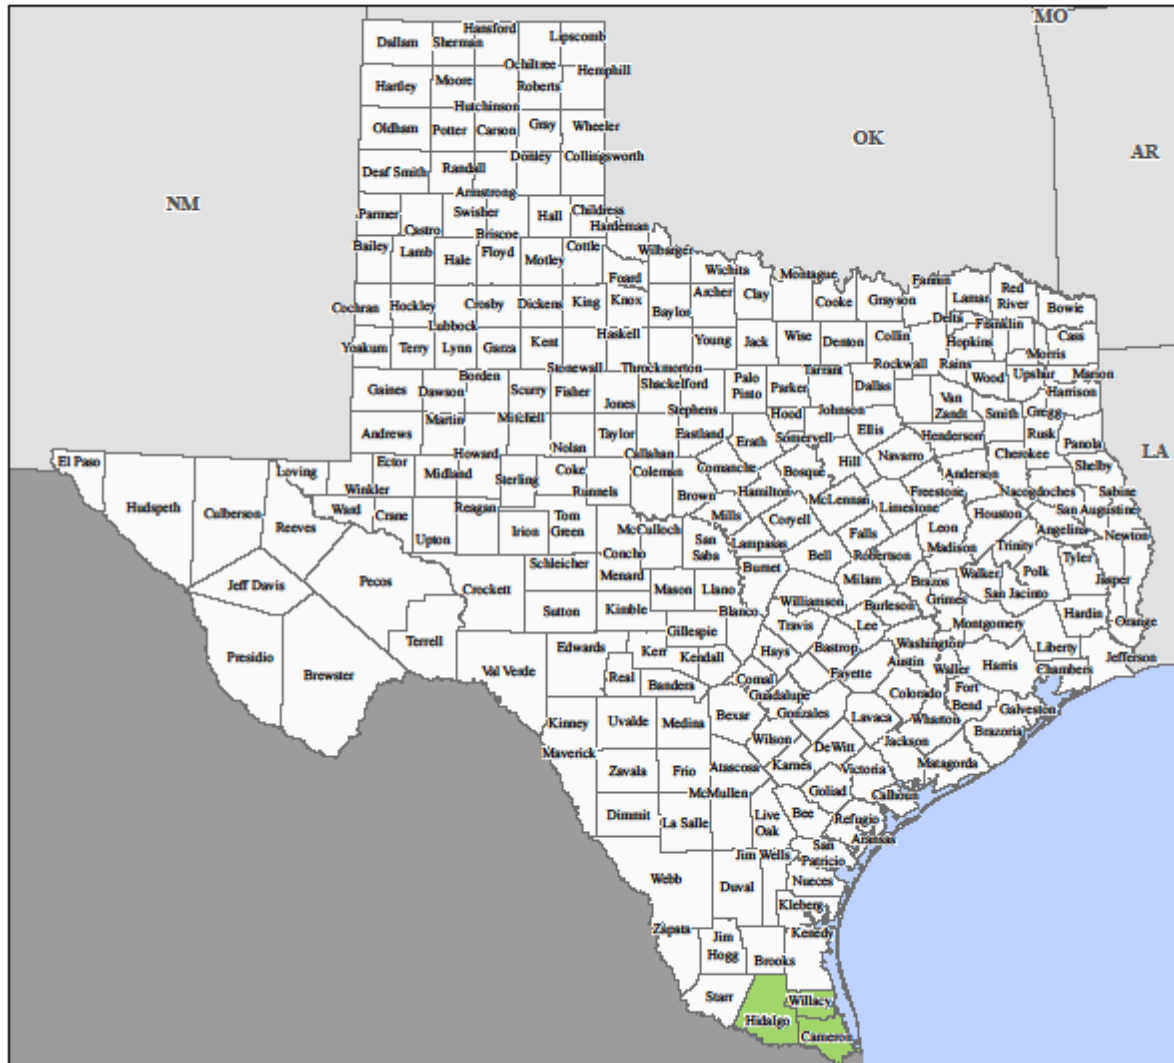 MO
Hansford
Dallam Sherman Lipscomb
Ochiltree
Hemphill
Hartley Moore Roberts
Hutchinson
OK
Oldham Potter Carson Gray Wheeler
AR
Donley Collingsworth
Deaf Smith Randall
Armstrong
NM
Parmer Castro Swisher Briscoe Hall Childress
Hardeman
Bailey Lamb Hale Floyd Motley Cottle Wilbarger
Foard Wichita Montague Fannin Red River
Cochran Hockley Crosby Dickens King Knox Baylor Archer Clay Cooke Grayson Lamar Bowie
Lubbock Haskell Delta Franklin
Yoakum Terry Lynn Garza Kent Young Jack Wise Denton Collin Hopkins Cass
Stonewall Throckmorton Tarrant Rockwall Rains Morris
Gaines Dawson Borden Scurry Fisher Shackelford Palo Pinto Parker Dallas Wood Upshur Marion
Harrison
Jones Stephens Hood Johnson Van Zandt Smith Gregg
Andrews Martin Mitchell Nolan Taylor Eastland Erath Somervell Ellis Henderson Rusk Panola
Howard Callahan Cherokee
LA
El Paso Loving Ector Midland Coke Coleman Comanche Bosque Hill Navarro Anderson Shelby
Winkler Sterling Runnels Brown Hamilton Freestone Nacogdoches Sabine
Hudspeth Culberson Reeves Ward Crane Reagan McLennan Limestone Houston San Augustine
Upton Irion Tom Green McCulloch Mills Coryell Falls Leon Angelina Newton
San Saba Lampasas Robertson Madison Trinity
Concho Bell
Jeff Davis Pecos Crockett Schleicher Menard Burnet Milam Brazos Walker Polk Tyler Jasper
Mason Llano Grimes San Jacinto
Sutton Kimble Blanco Williamson Burleson Hardin
Terrell Gillespie Travis Lee Montgomery Orange
Presidio Brewster Val Verde Edwards Kerr Kendall Hays Bastrop Washington Liberty Jefferson
Austin Waller Harris Chambers
Real Bandera Comal Fayette
Guadalupe Colorado Fort Bend Galveston
Kinney Uvalde Medina Bexar Gonzales Lavaca Wharton Brazoria
Maverick Wilson DeWitt Jackson
Zavala Frio Atascosa Karnes Victoria Matagorda
McMullen Goliad Calhoun
Dimmit La Salle Live Oak Bee Refugio
Aransas
Jim Wells San Patricio
Webb Duval Nueces
Kleberg
Zapata Jim Hogg Kenedy
Brooks
Starr Willacy
Hidalgo
Cameron